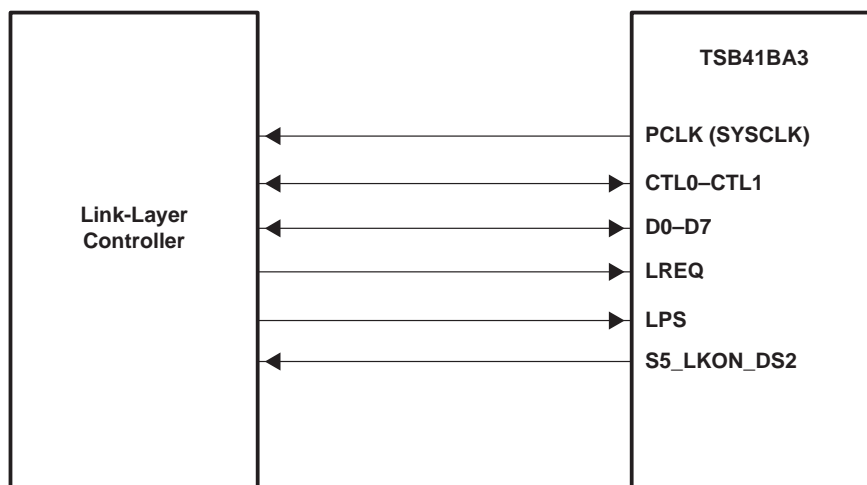 TSB41BA3
PCLK (SYSCLK)
CTL0–CTL1
Link-Layer
Controller
D0–D7
LREQ
LPS
S5_LKON_DS2